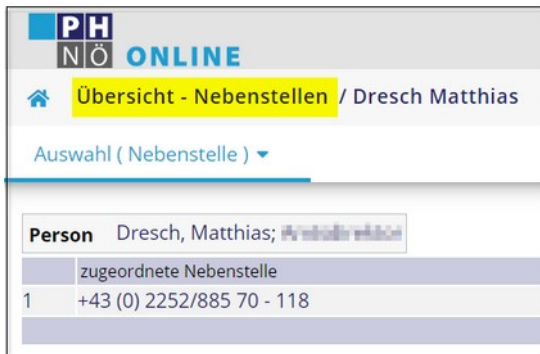 PH
NÖ ONLINE
Übersicht - Nebenstellen / Dresch Matthias
Auswahl ( Nebenstelle )
Person Dresch, Matthias;
zugeordnete Nebenstelle
1 +43 (0) 2252/885 70 - 118